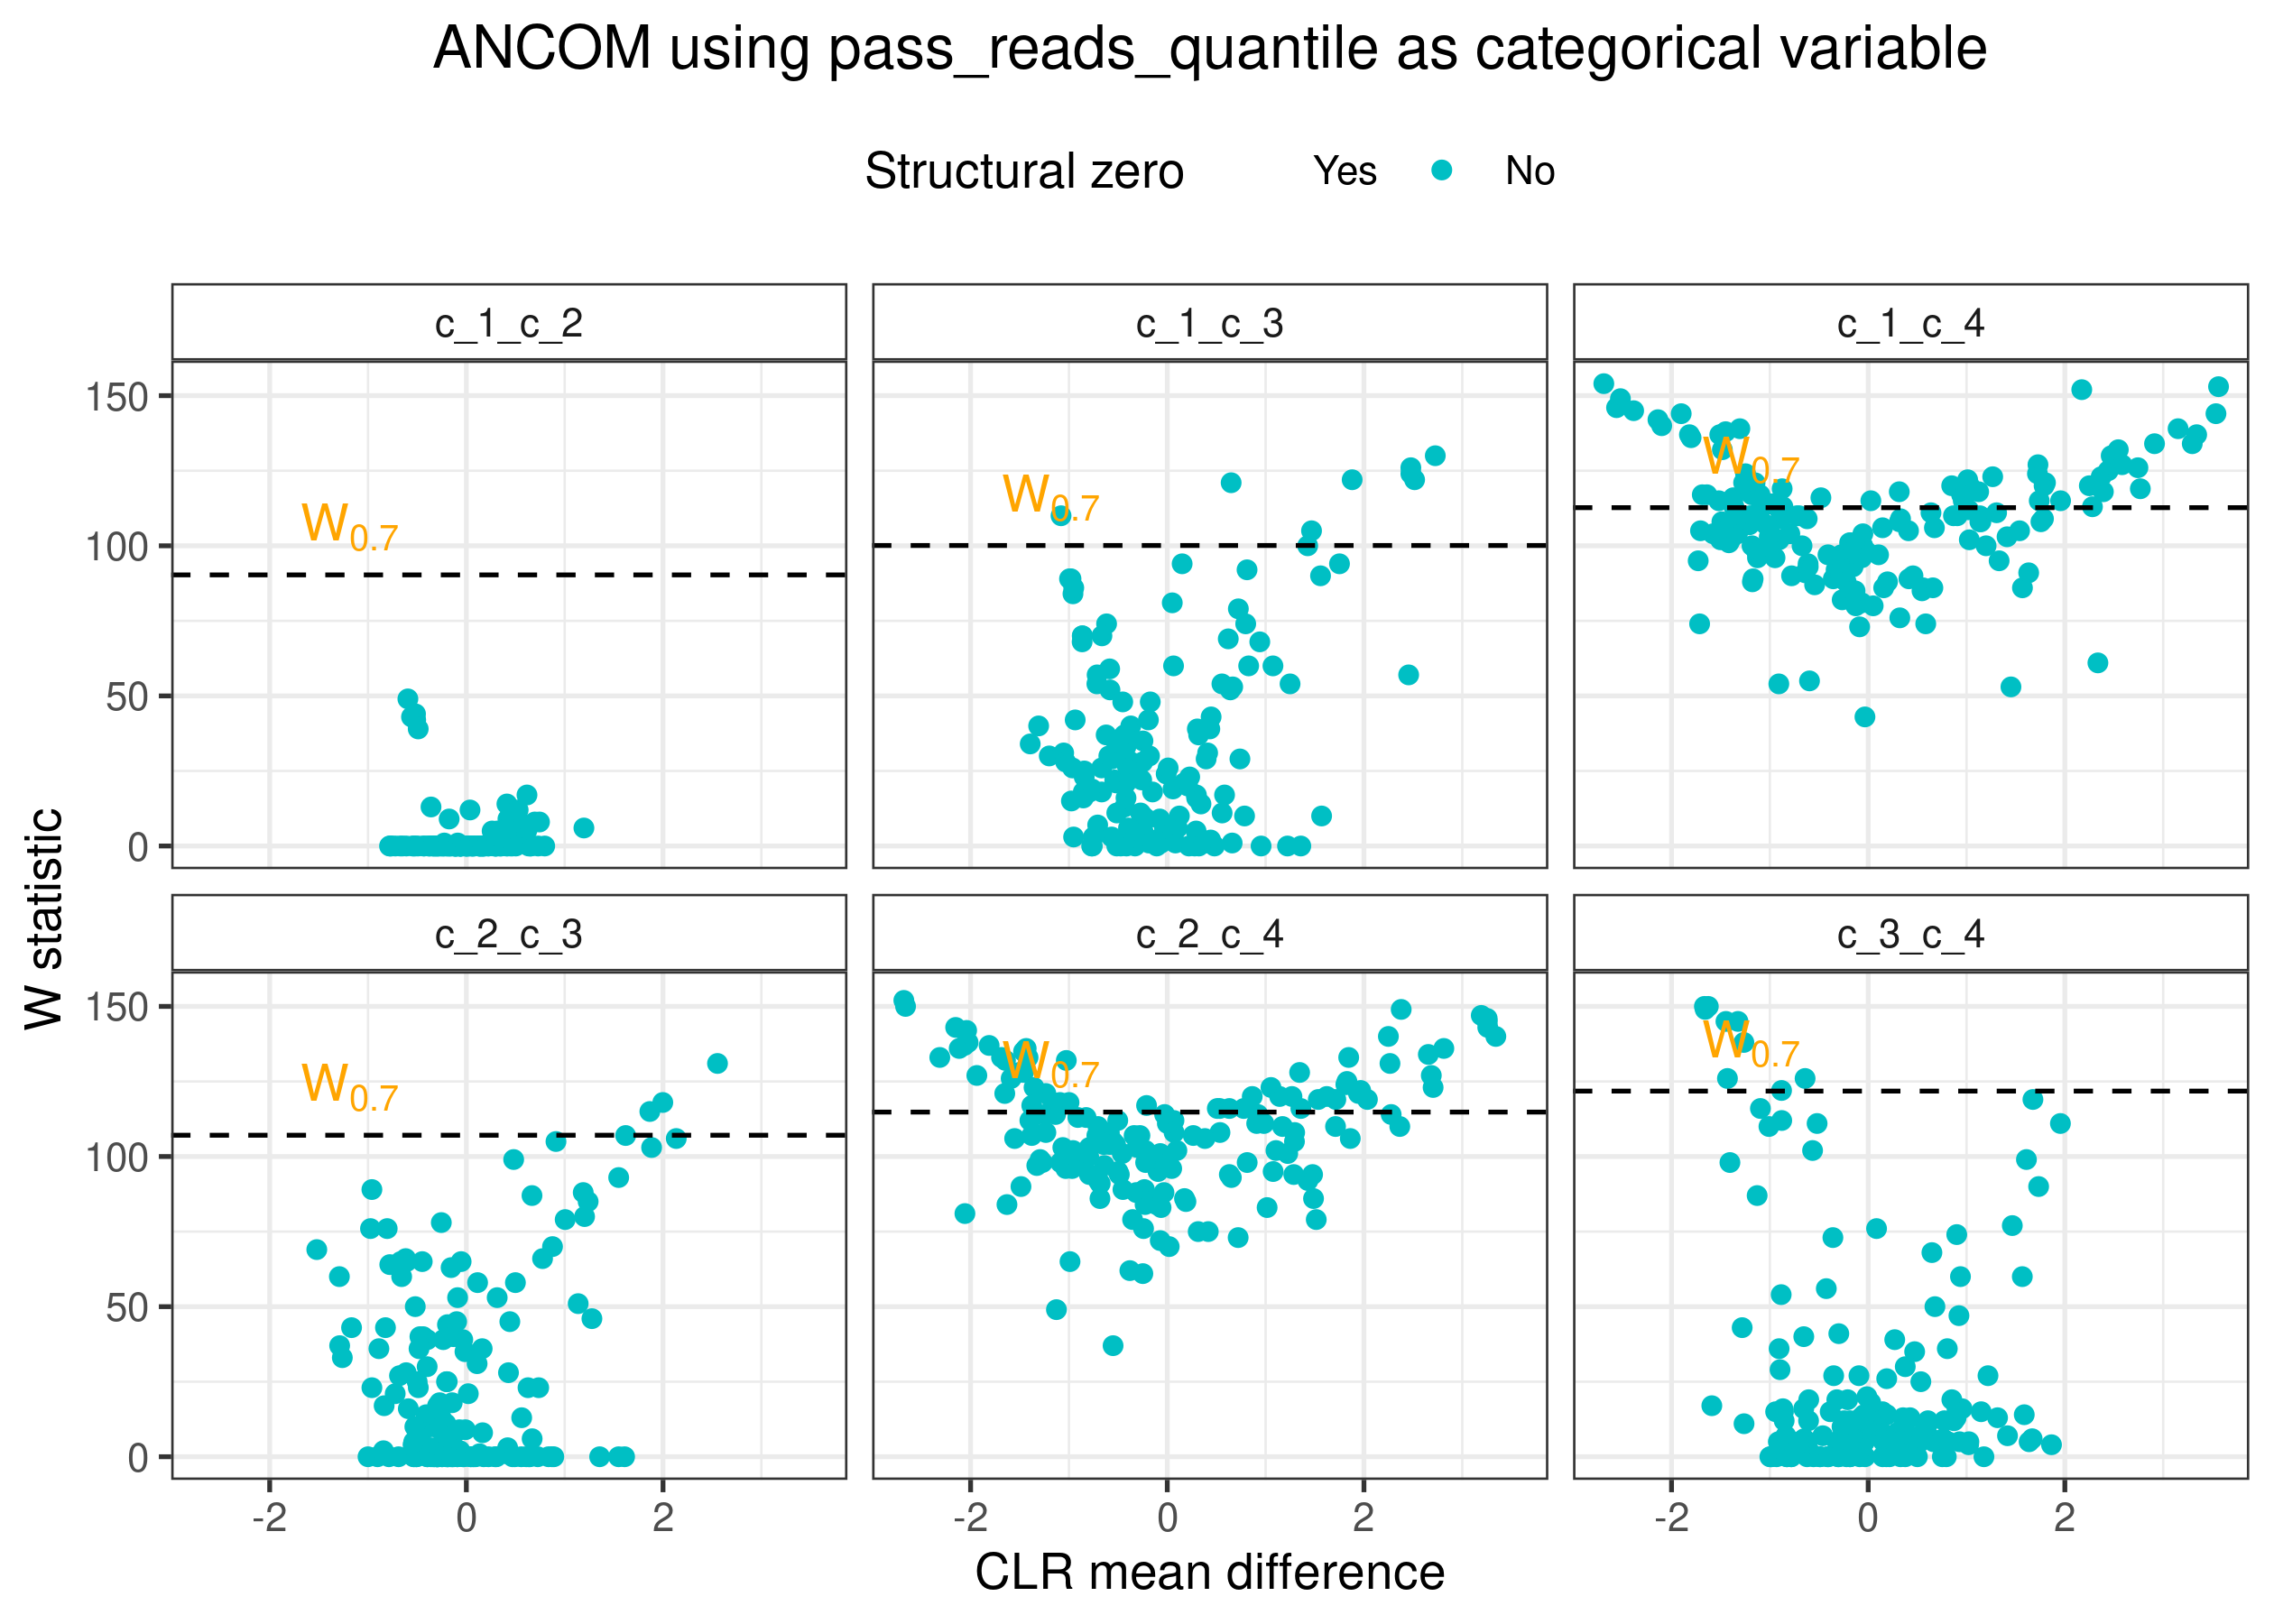 ANCOM using pass_reads_quantile as categorical variable
Structural zero Yes No
c_1_c_2 c_1_c_3 c_1_c_4
150
100
50
0
W0.7 W0.7 W0.7
W statistic
c_2_c_3 c_2_c_4 c_3_c_4
150
100
50
0
W0.7 W0.7 W0.7
-2 0 2 -2 0 2 -2 0 2
CLR mean difference